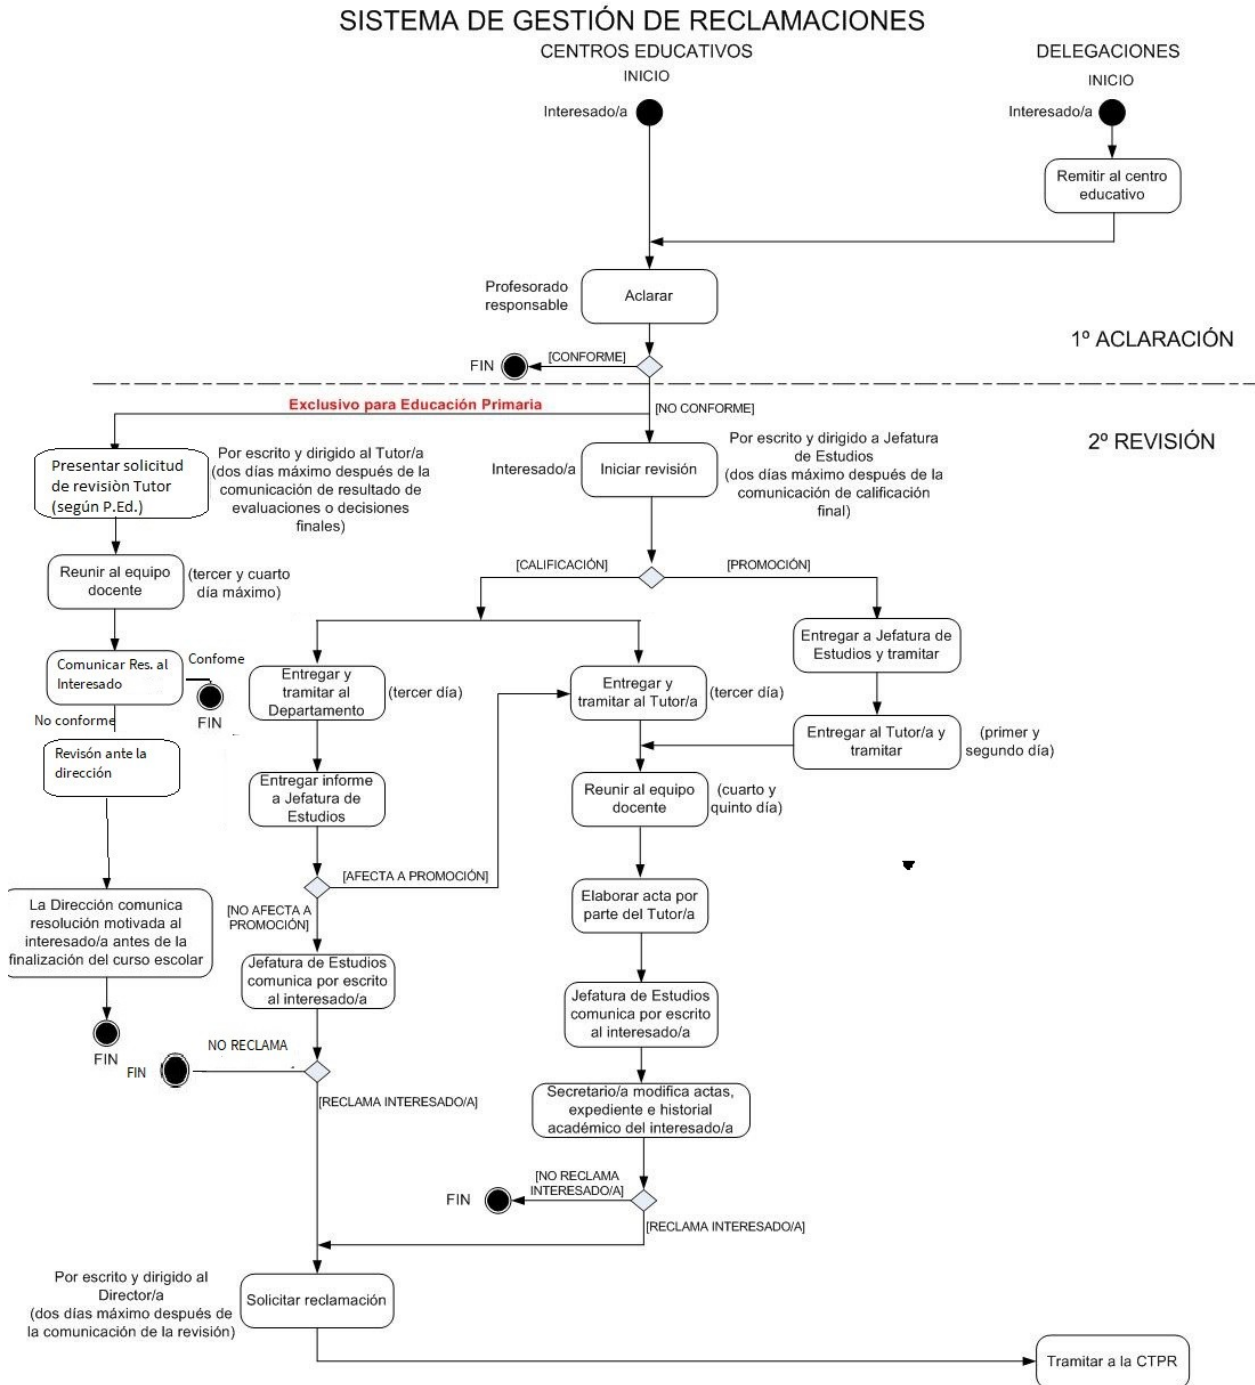 SISTEMA DE GESTIÓN DE RECLAMACIONES
CENTROS EDUCATIVOS
DELEGACIONES
INICIO
INICIO
Interesado/a
Interesado/a
Remitir al centro
educativo
Profesorado
responsable
Aclarar
1º ACLARACIÓN
FIN
[CONFORME]
Exclusivo para Educación Primaria
[NO CONFORME]
2º REVISIÓN
Presentar solicitud
de revisiòn Tutor
(según P.Ed.)
Por escrito y dirigido al Tutor/a
(dos días máximo después de la
comunicación de resultado de
evaluaciones o decisiones
finales)
Interesado/a
Iniciar revisión
Por escrito y dirigido a Jefatura
de Estudios
(dos días máximo después de la
comunicación de calificación
final)
Reunir al equipo
docente
(tercer y cuarto
día máximo)
[CALIFICACIÓN]
[PROMOCIÓN]
Comunicar Res. al
Interesado
Confome
FIN
No conforme
Entregar y
tramitar al
Departamento
(tercer día)
Entregar y
tramitar al Tutor/a
(tercer día)
Entregar a Jefatura de
Estudios y tramitar
Revisón ante la
dirección
Entregar al Tutor/a y
tramitar
(primer y
segundo día)
Entregar informe
a Jefatura de
Estudios
Reunir al equipo
docente
(cuarto y
quinto día)
[AFECTA A PROMOCIÓN]
[NO AFECTA A
PROMOCIÓN]
Elaborar acta por
parte del Tutor/a
La Dirección comunica
resolución motivada al
interesado/a antes de la
finalización del curso escolar
Jefatura de Estudios
comunica por escrito
al interesado/a
Jefatura de Estudios
comunica por escrito
al interesado/a
FIN
FIN
NO RECLAMA
[RECLAMA INTERESADO/A]
Secretario/a modifica actas,
expediente e historial
académico del interesado/a
FIN
[NO RECLAMA
INTERESADO/A]
[RECLAMA INTERESADO/A]
Por escrito y dirigido al
Director/a
(dos días máximo después de
la comunicación de la revisión)
Solicitar reclamación
Tramitar a la CTPR